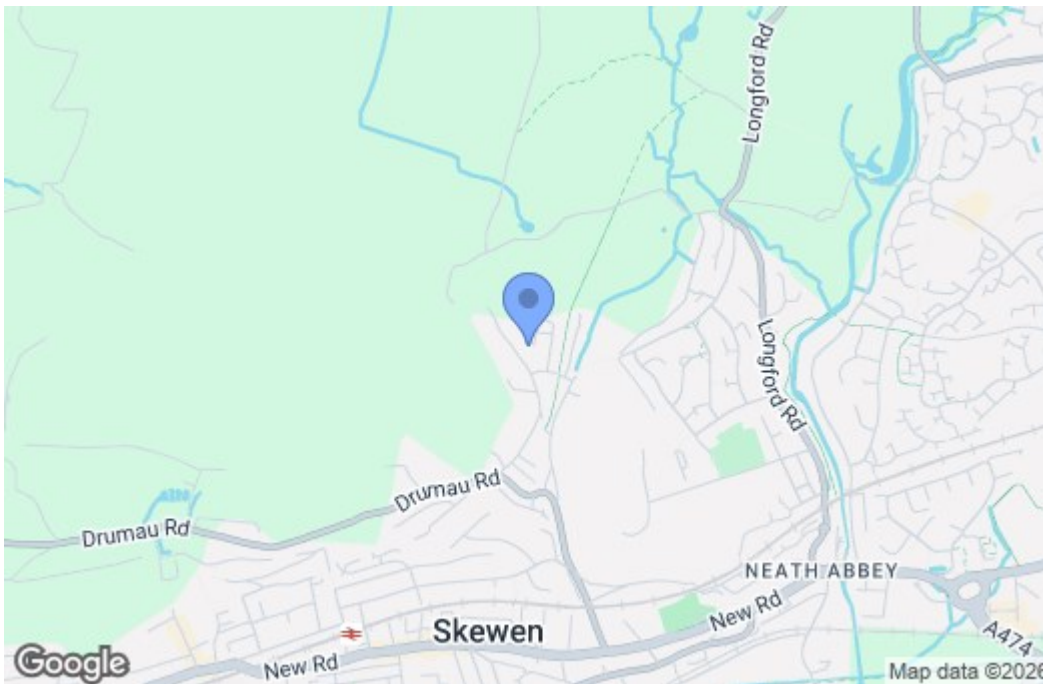 Longford Rd
Longford Rd
Drumau Rd
Drumau Rd
NEATH ABBEY
New Rd
Skewen
A474
New Rd
Google
Map data ©2026